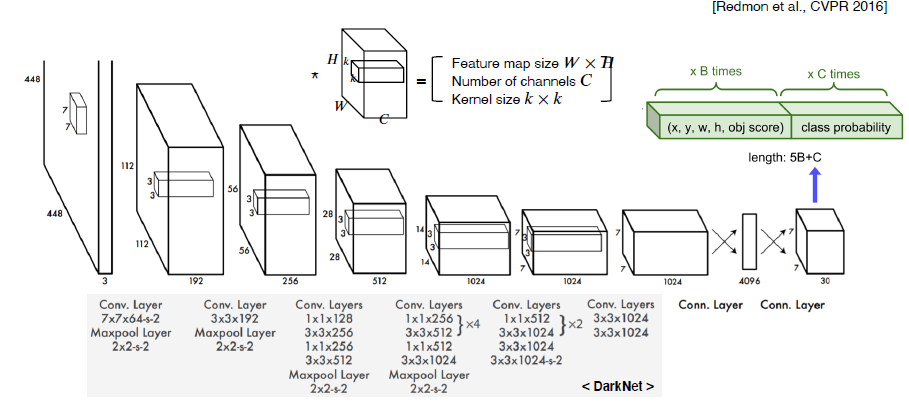 [Redmon et al., CVPR 2016]
*
H
k
k
W
C
=
Feature map size W × H
Number of channels C
Kernel size k × k
x B times
x C times
(x, y, w, h, obj score)
class probability
length: 5B+C
448
7
7
448
3
112
3
3
112
192
56
3
3
56
256
28
3
3
28
512
14
3
3
14
1024
7
3
3
7
1024
7
7
1024
4096
7
7
30
Conv. Layer
7x7x64-s-2
Maxpool Layer
2x2-s-2
Conv. Layer
3x3x192
Maxpool Layer
2x2-s-2
Conv. Layers
1x1x128
3x3x256
1x1x256
3x3x512
Maxpool Layer
2x2-s-2
Conv. Layers
1x1x256
3x3x512
}×4
1x1x512
3x3x1024
Maxpool Layer
2x2-s-2
Conv. Layers
1x1x512
3x3x1024
}×2
3x3x1024
3x3x1024-s-2
Conv. Layers
3x3x1024
3x3x1024
Conn. Layer
Conn. Layer
< DarkNet >